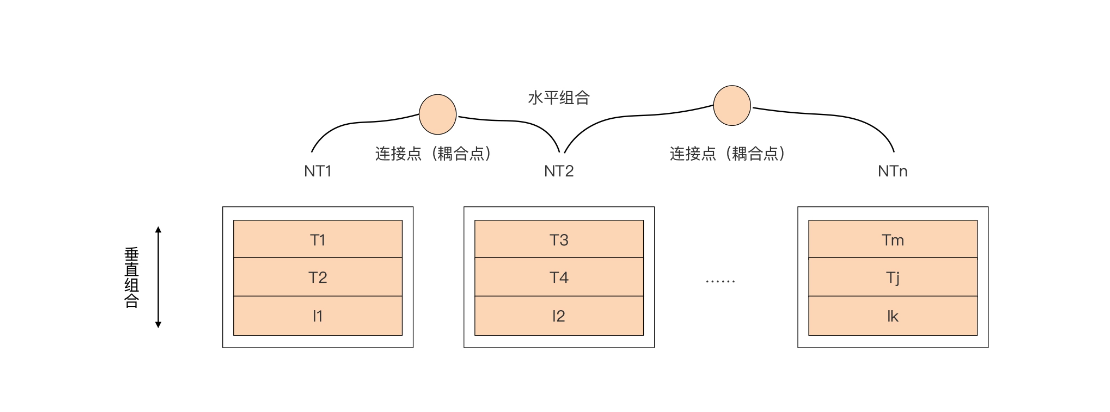 水平组合
连接点（耦合点）
连接点（耦合点）
NT1
NT2
NTn
垂直组合
T1
T3
Tm
T2
T4
……
Tj
I1
I2
Ik